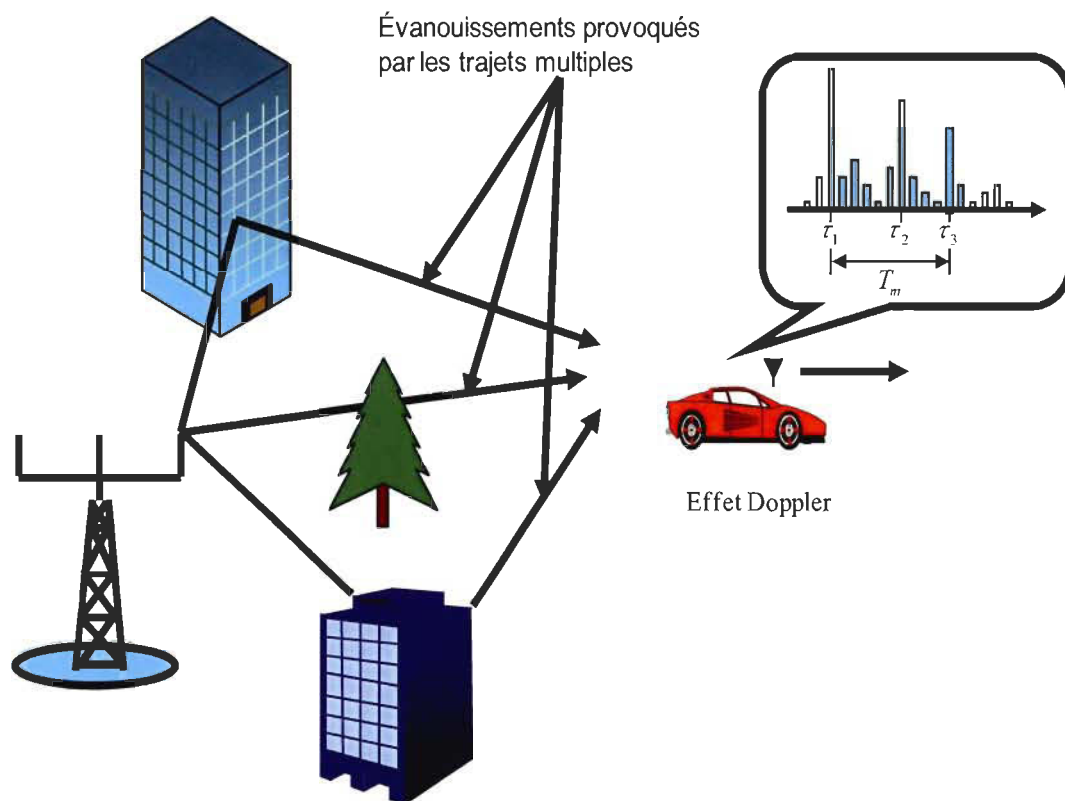 Évanouissements provoqués
par les trajets multiples
τ₁ τ₂ τ₃
Tₘ
Effet Doppler